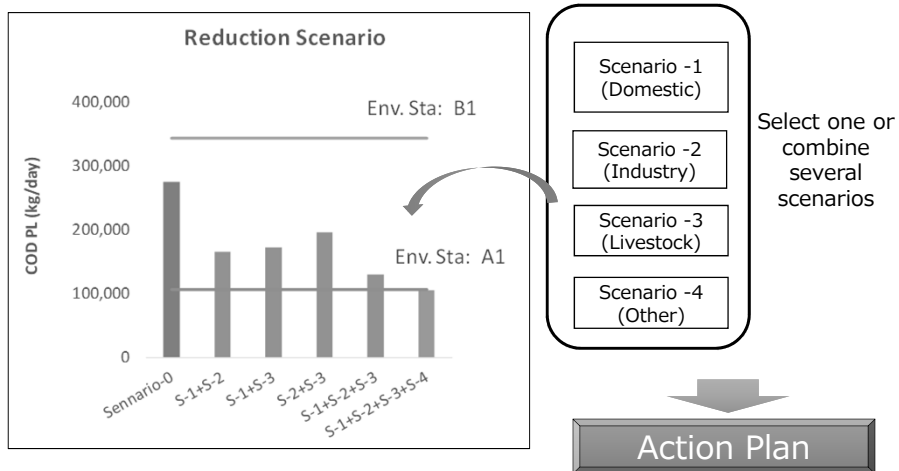 Reduction Scenario
COD PL (kg/day)
400,000
300,000
200,000
100,000
0
Env. Sta: B1
Env. Sta: A1
Sennario-0
S-1+S-2
S-1+S-3
S-2+S-3
S-1+S-2+S-3
S-1+S-2+S-3+S-4
Scenario -1
(Domestic)
Scenario -2
(Industry)
Scenario -3
(Livestock)
Scenario -4
(Other)
Select one or
combine
several
scenarios
Action Plan